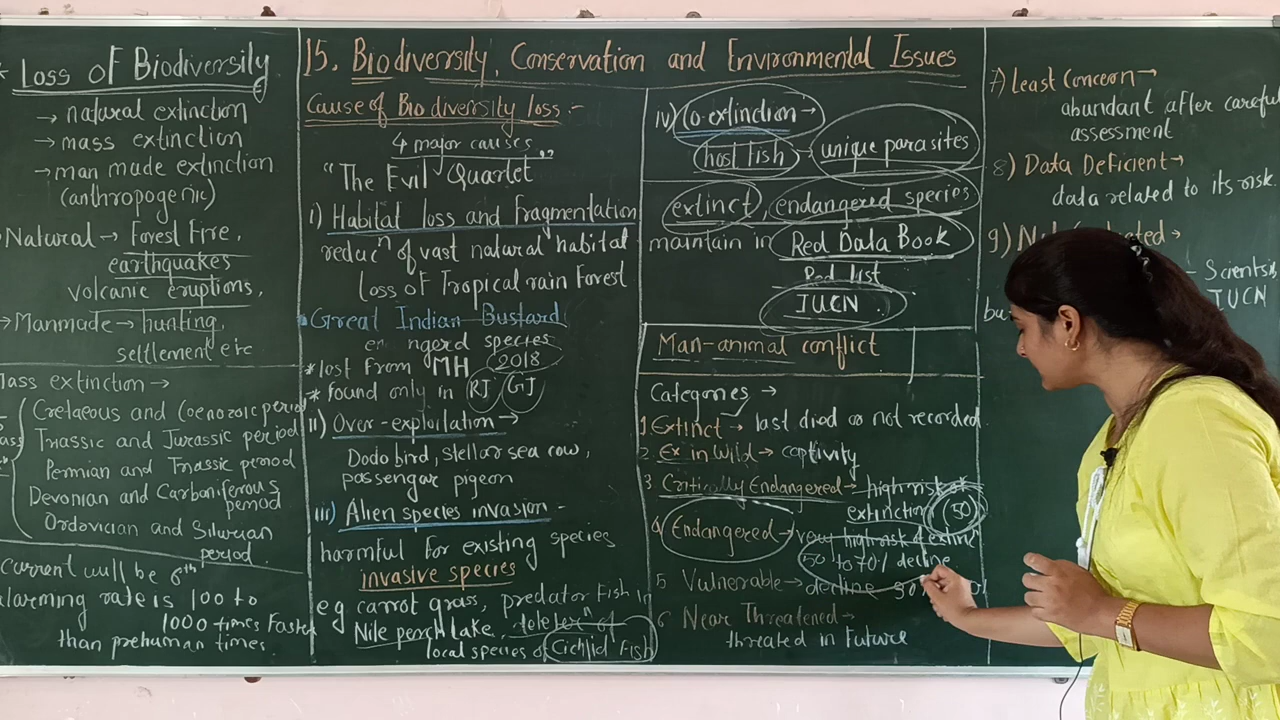 * Loss of Biodiversity
→ natural extinction
→ mass extinction
→ man made extinction
(anthropogenic)
Natural → Forest Fire,
earthquakes
volcanic eruptions,
→ Manmade → hunting,
settlement etc
Mass extinction →
Cretaeous and Coenozoic period
Triassic and Jurassic period
Permian and Triassic period
Devonian and Carboniferous
period
Ordovician and Silurian
period.
Current will be 6th
alarming rate is 100 to
1000 times Faster
than prehuman times.
15. Biodiversity, Conservation and Environmental Issues
Cause of Biodiversity loss :-
4 major causes
"The Evil Quartet"
i) Habitat loss and fragmentation
reducⁿ of vast natural habital
loss of Tropical rain Forest
Great Indian Bustard
species
* lost From MH 2018
* found only in RJ GJ
ii) Over-exploitation →
Dodo bird, stellar sea cow,
passengar pigeon
iii) Alien species invasion -
harmful for existing species
invasive species
e.g carrot grass, predator Fish in
Nile perch lake,
local species of Cichlid Fish
iv) Co-extinction →
host fish → unique parasites
extinct, endangered species
maintain in Red Data Book
Red list
IUCN.
Man-animal conflict
Categories →
1. Extinct → last died or not recorded
2. Ex in Wild → captivity
3 Critically Endangered → high risk of
extinction 50
4 Endangered → very high risk of extinc
50 to 70% decline.
5 Vulnerable → decline
6 Near Threatened →
threated in Future
7) Least Concern →
abundant after careful
assessment
8) Data Deficient →
data related to its risk.
9)
- Scientist,
IUCN